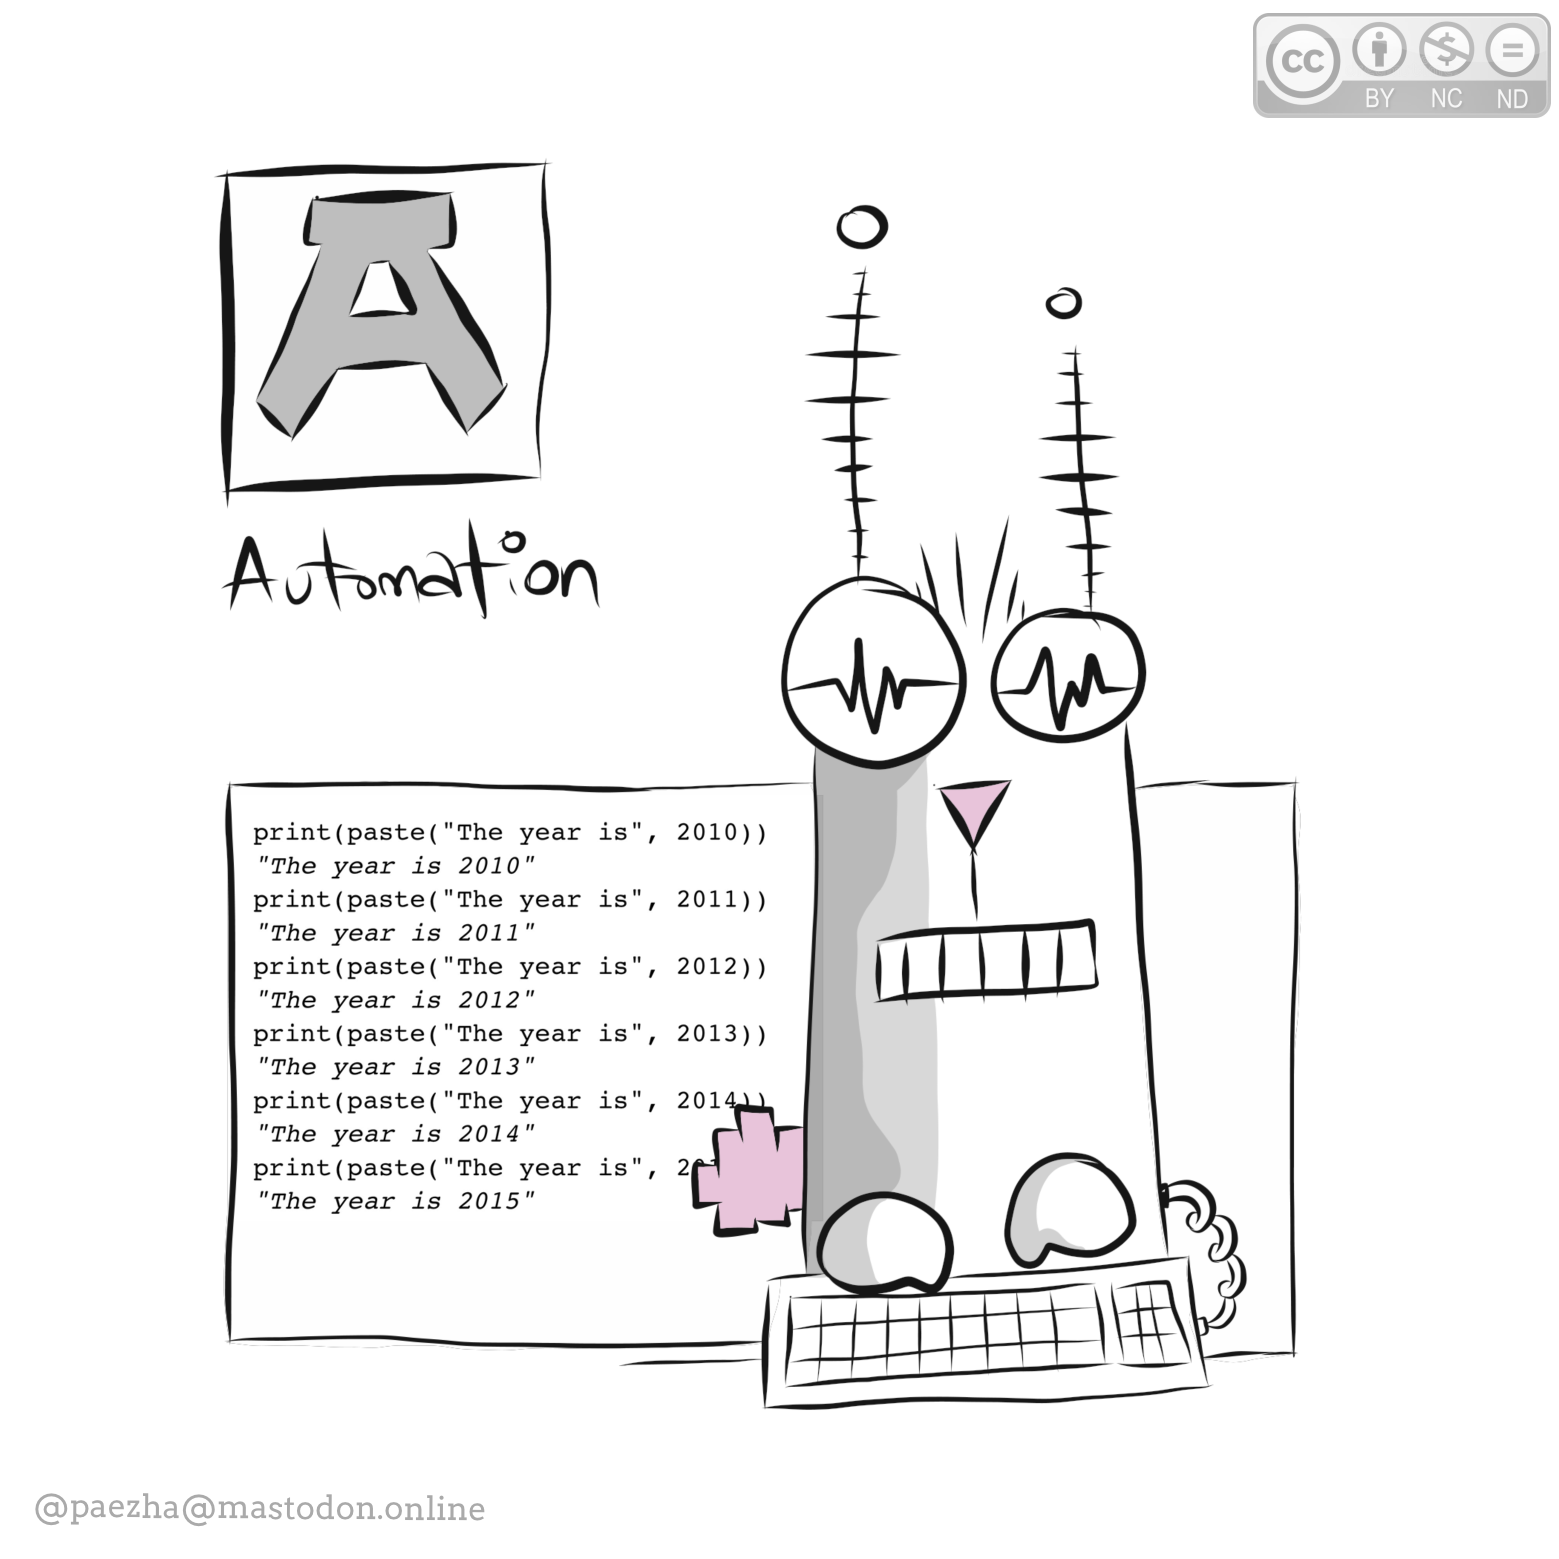 cc
BY NC ND
A
Automation
print(paste("The year is", 2010))
"The year is 2010"
print(paste("The year is", 2011))
"The year is 2011"
print(paste("The year is", 2012))
"The year is 2012"
print(paste("The year is", 2013))
"The year is 2013"
print(paste("The year is", 2014))
"The year is 2014"
print(paste("The year is",
"The year is 2015"
@paezha@mastodon.online